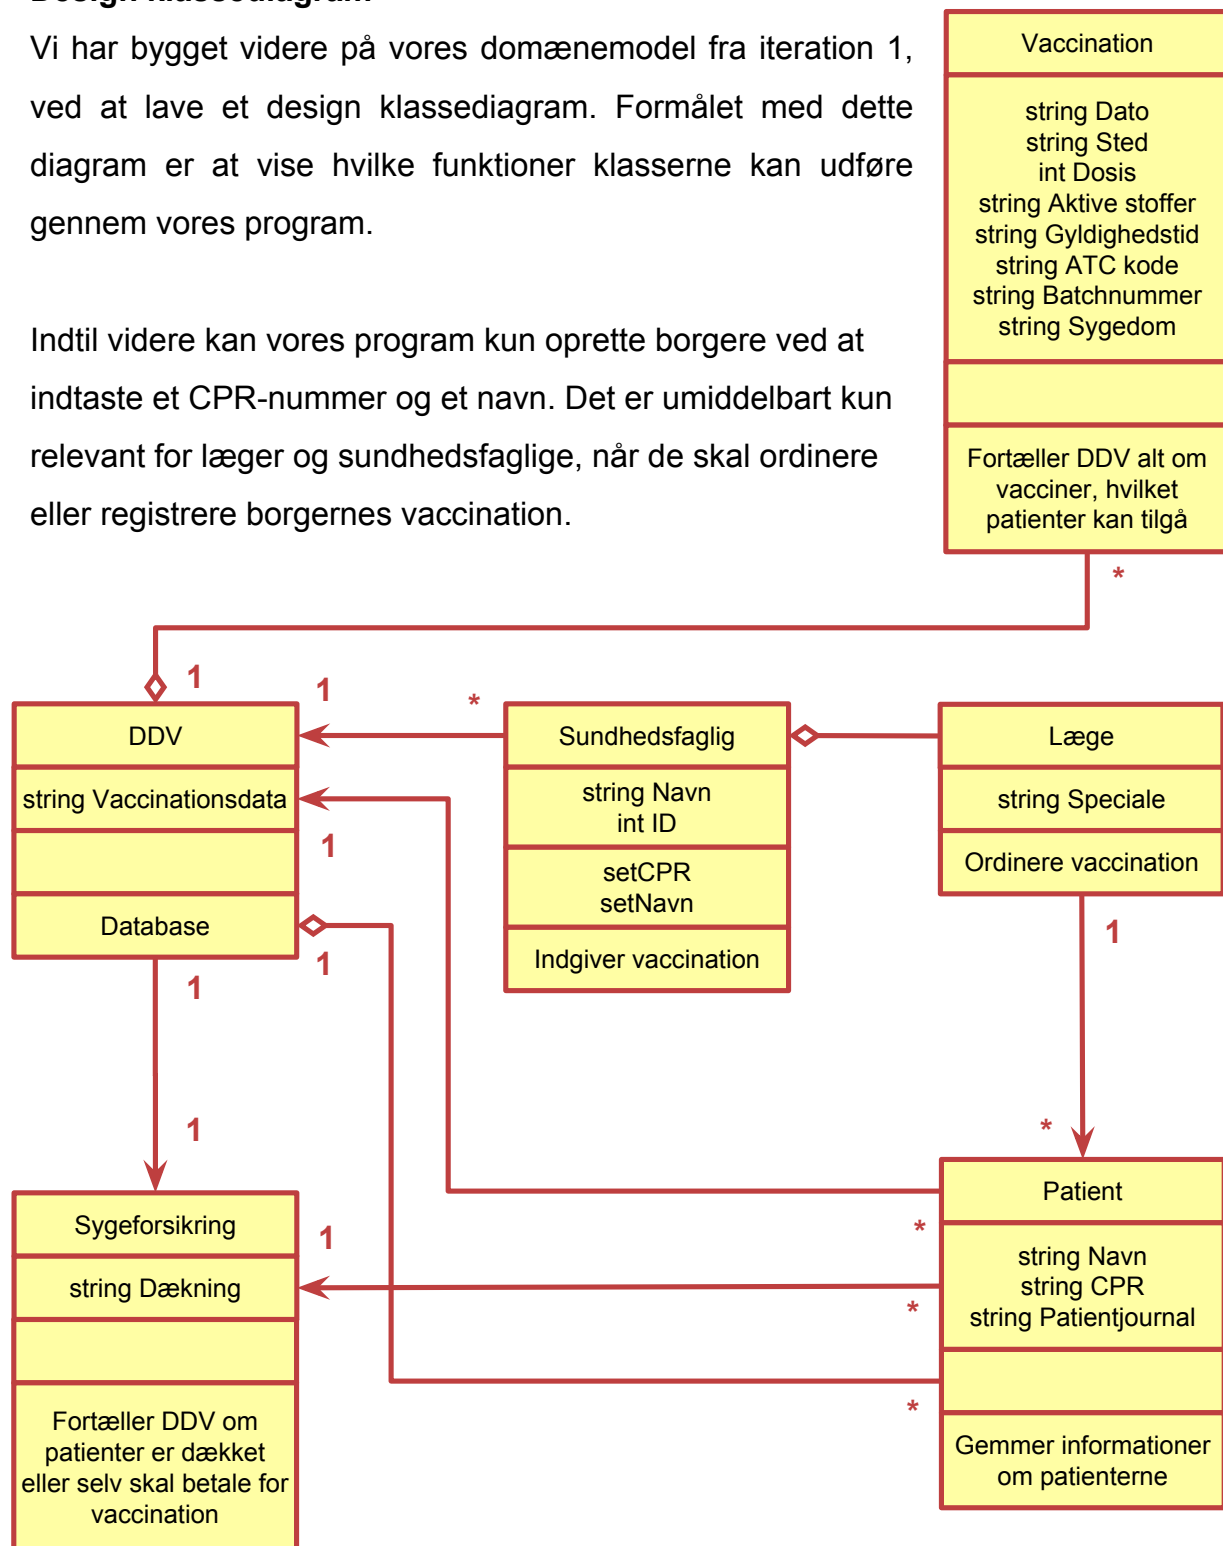 Design klassediagram
Vi har bygget videre på vores domænemodel fra iteration 1,
ved at lave et design klassediagram. Formålet med dette
diagram er at vise hvilke funktioner klasserne kan udføre
gennem vores program.
Indtil videre kan vores program kun oprette borgere ved at
indtaste et CPR-nummer og et navn. Det er umiddelbart kun
relevant for læger og sundhedsfaglige, når de skal ordinere
eller registrere borgernes vaccination.
Vaccination
string Dato
string Sted
int Dosis
string Aktive stoffer
string Gyldighedstid
string ATC kode
string Batchnummer
string Sygedom
Fortæller DDV alt om
vacciner, hvilket
patienter kan tilgå
*
1
1
*
DDV
string Vaccinationsdata
Database
1
1
1
1
Sundhedsfaglig
string Navn
int ID
setCPR
setNavn
Indgiver vaccination
Læge
string Speciale
Ordinere vaccination
1
*
Sygeforsikring
string Dækning
Fortæller DDV om
patienter er dækket
eller selv skal betale for
vaccination
1
*
*
*
Patient
string Navn
string CPR
string Patientjournal
Gemmer informationer
om patienterne